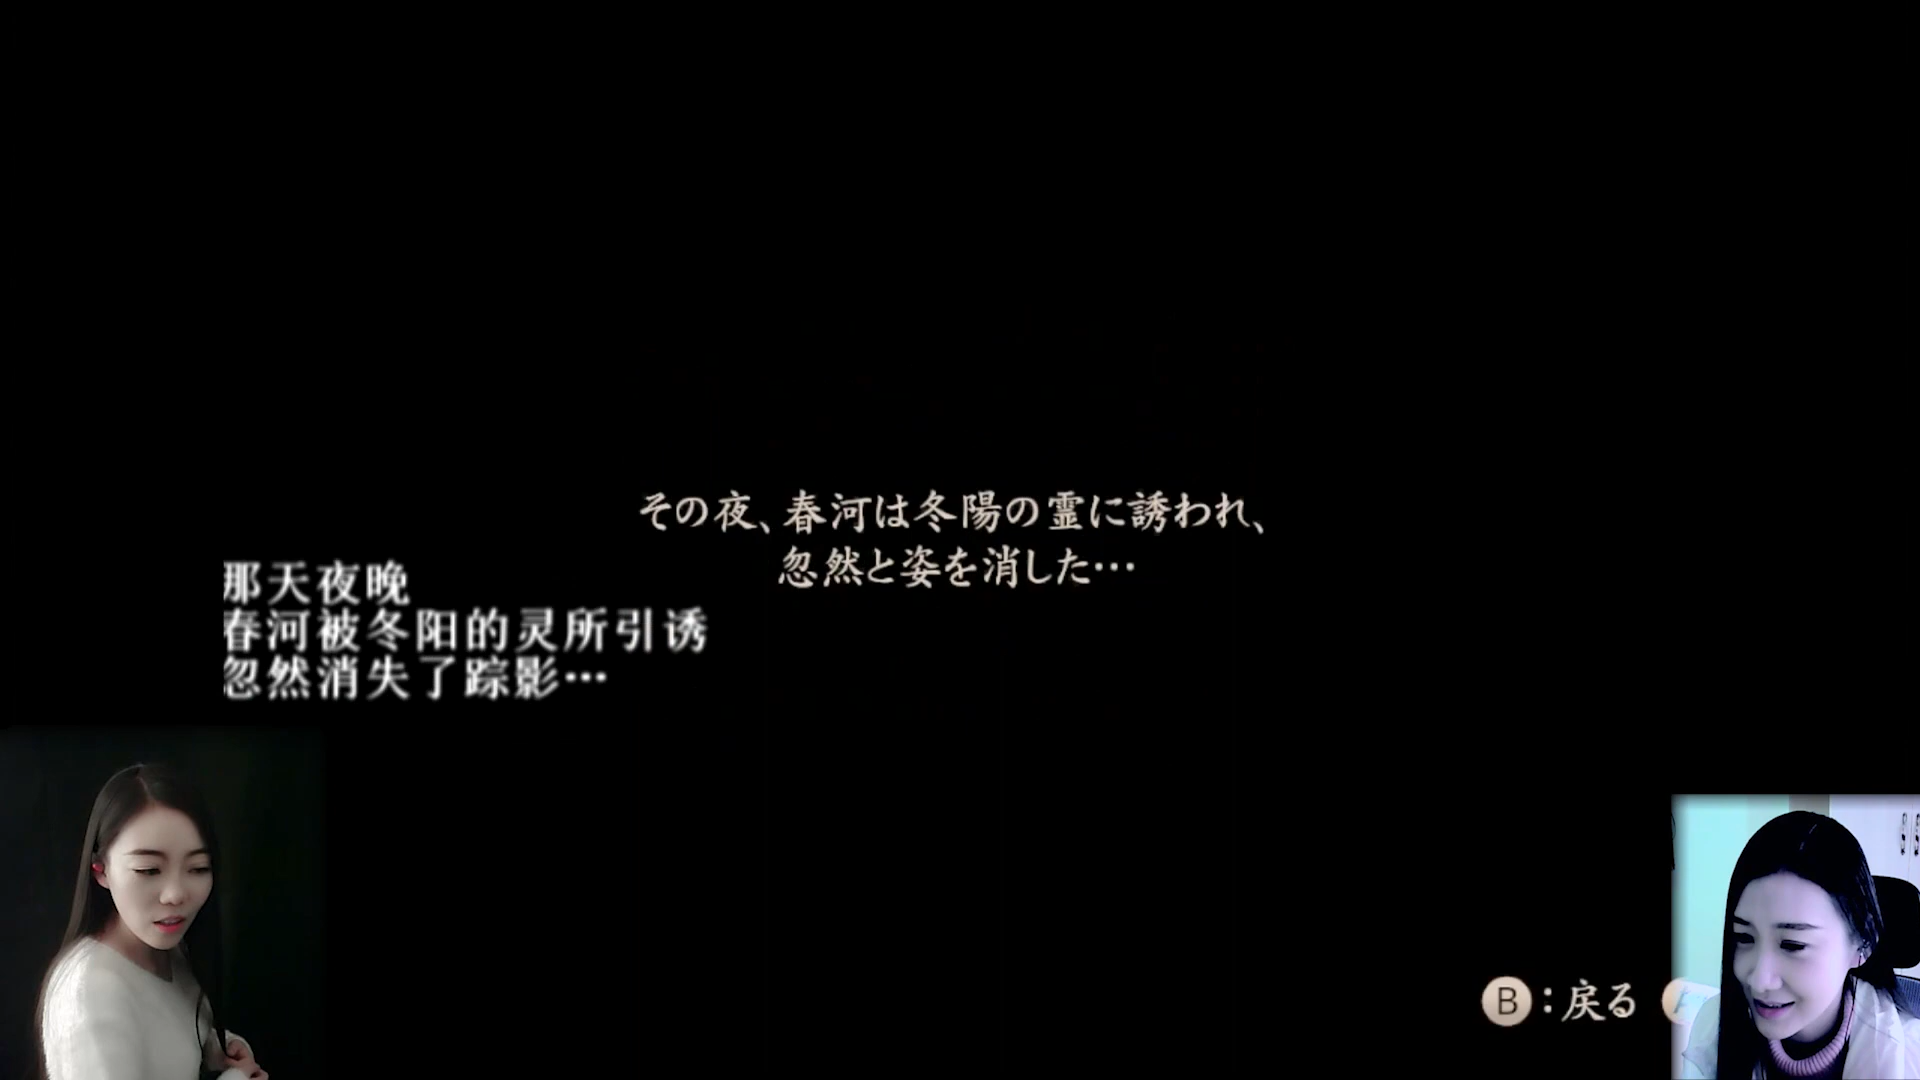 その夜、春河は冬陽の霊に誘われ、
忽然と姿を消した…
那天夜晚
春河被冬阳的灵所引诱
忽然消失了踪影…
B：戻る